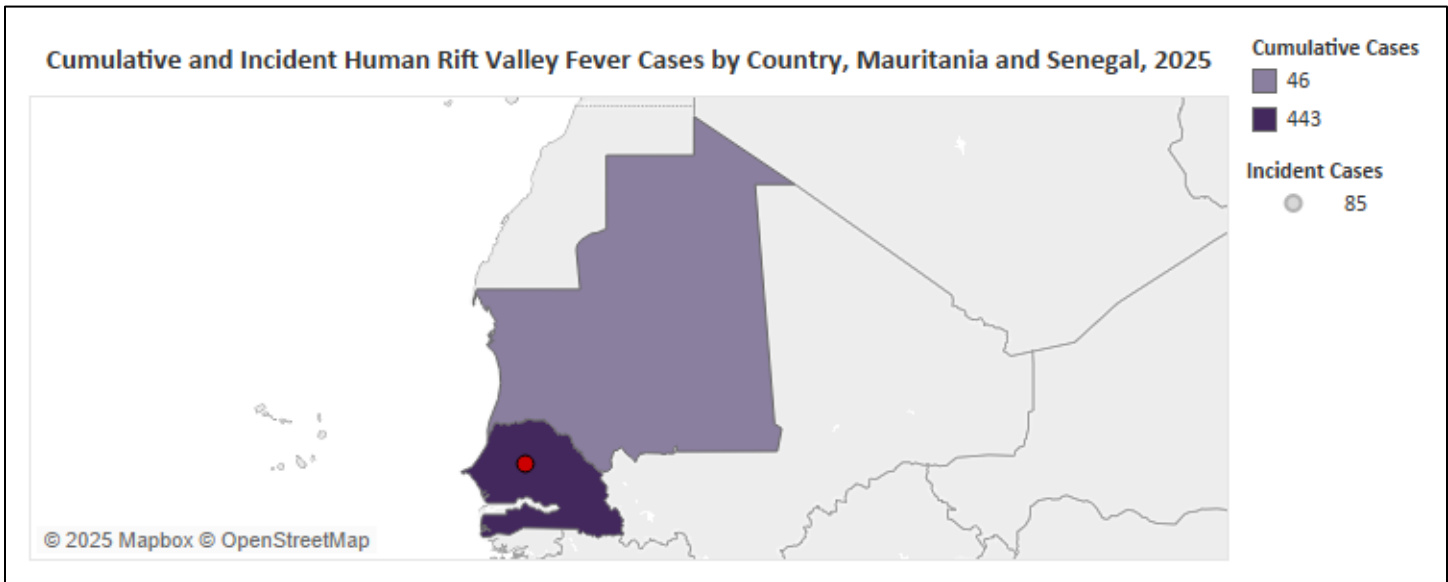 Cumulative and Incident Human Rift Valley Fever Cases by Country, Mauritania and Senegal, 2025
Cumulative Cases
46
443
Incident Cases
85
© 2025 Mapbox © OpenStreetMap